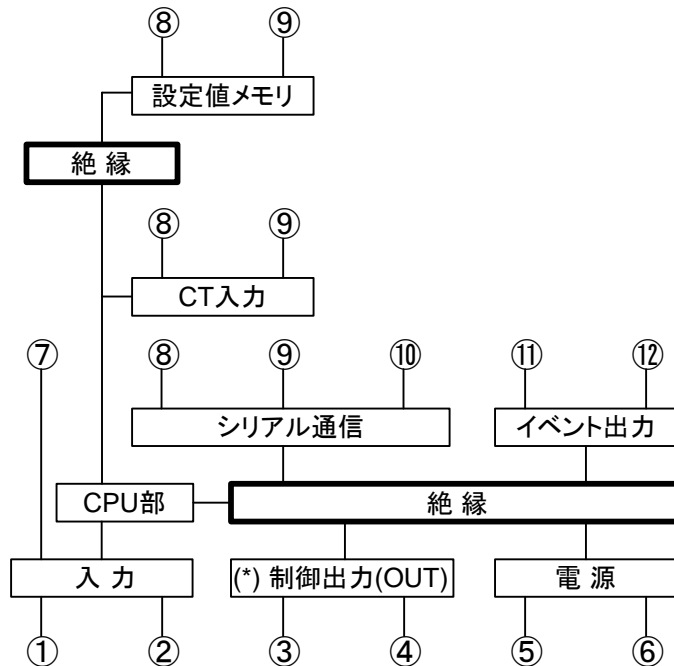 ⑧ ⑨
設定値メモリ
絶 縁
⑧ ⑨
CT入力
⑦ ⑧ ⑨ ⑩ ⑪ ⑫
シリアル通信 イベント出力
CPU部 絶 縁
入 力 (*) 制御出力(OUT) 電 源
① ② ③ ④ ⑤ ⑥